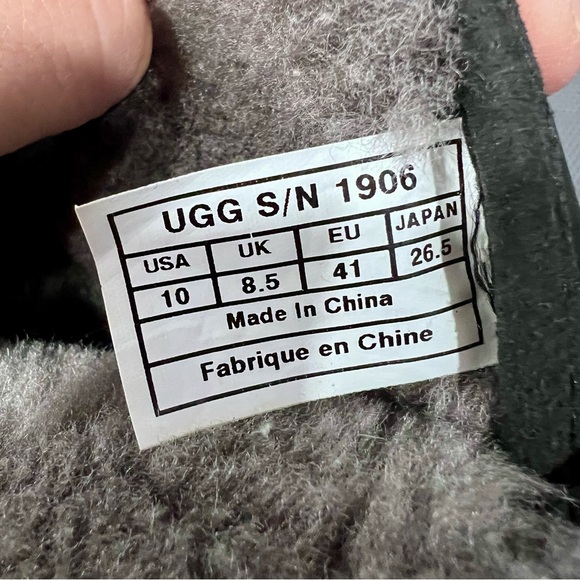 UGG S/N 1906
USA UK EU JAPAN
10 8.5 41 26.5
Made In China
Fabrique en Chine